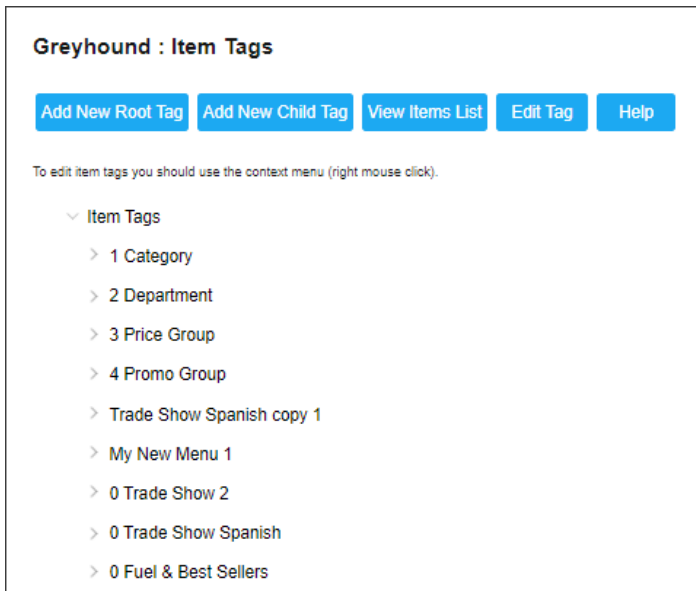 Greyhound : Item Tags
Add New Root Tag Add New Child Tag View Items List Edit Tag Help
To edit item tags you should use the context menu (right mouse click).
Item Tags
1 Category
2 Department
3 Price Group
4 Promo Group
Trade Show Spanish copy 1
My New Menu 1
0 Trade Show 2
0 Trade Show Spanish
0 Fuel & Best Sellers